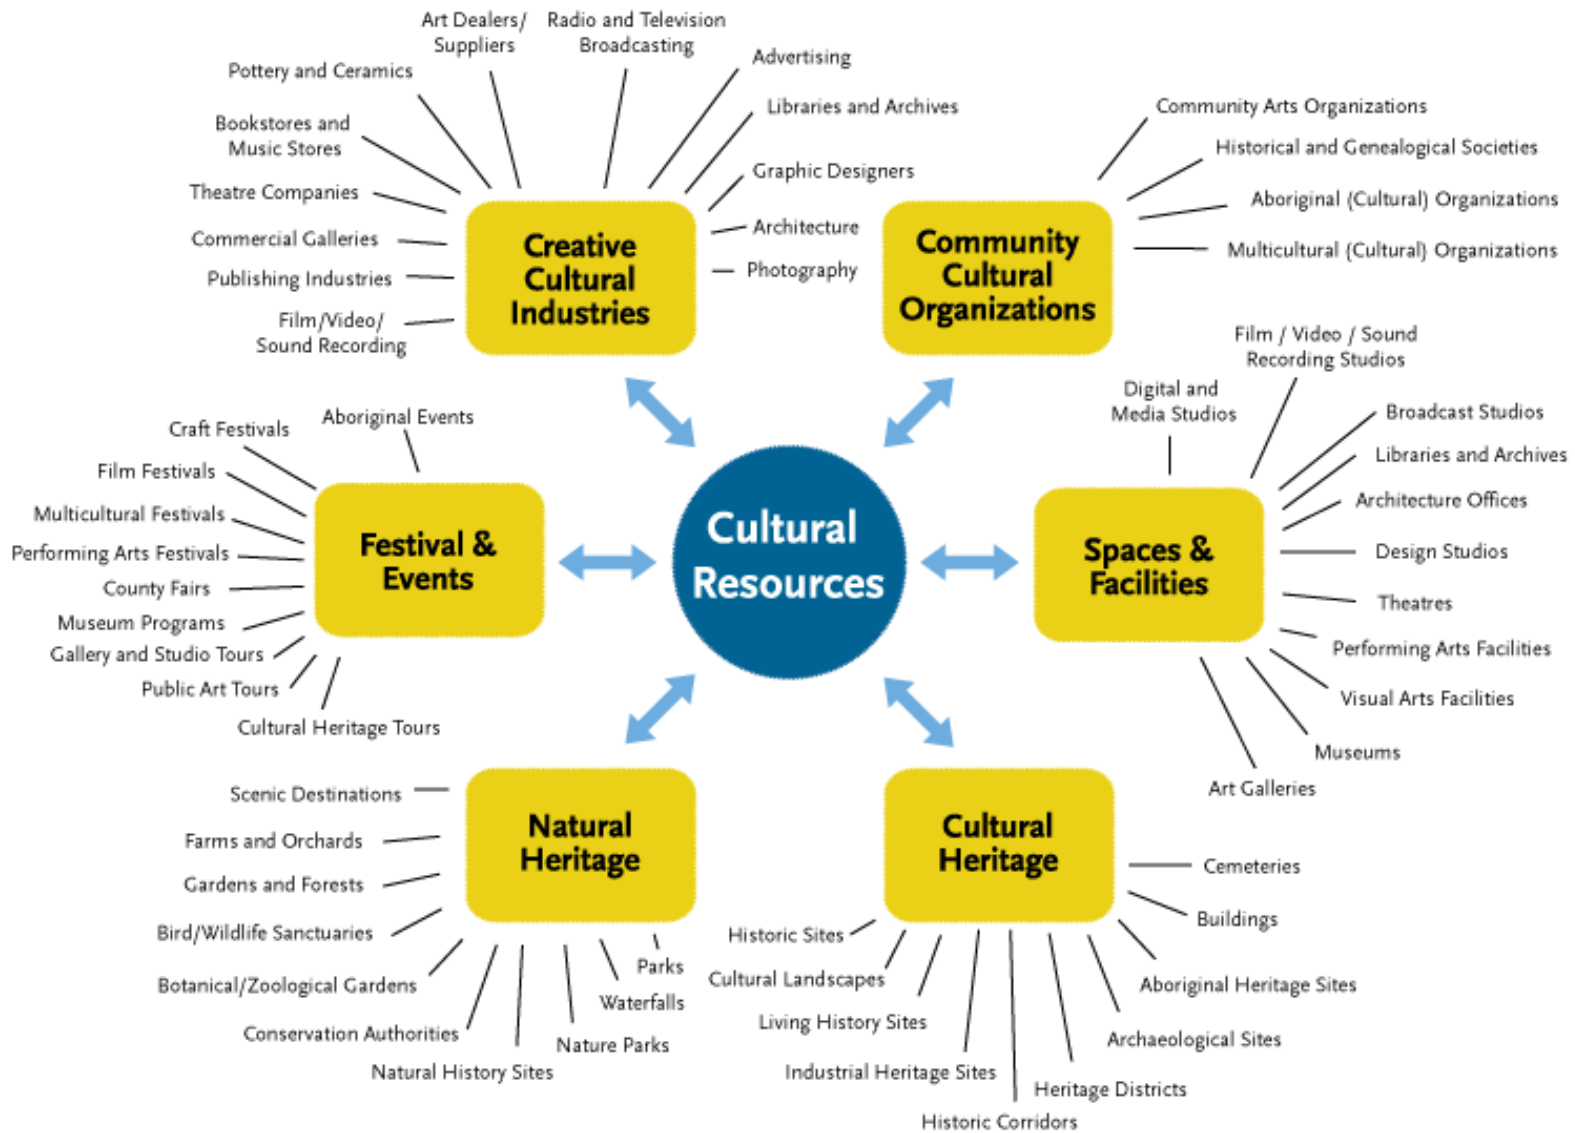 Art Dealers/
Suppliers
Radio and Television
Broadcasting
Advertising
Pottery and Ceramics
Libraries and Archives
Bookstores and
Music Stores
Graphic Designers
Theatre Companies
Architecture
Commercial Galleries
Photography
Publishing Industries
Film/Video/
Sound Recording
Creative
Cultural
Industries
Community Arts Organizations
Historical and Genealogical Societies
Aboriginal (Cultural) Organizations
Multicultural (Cultural) Organizations
Community
Cultural
Organizations
Film / Video / Sound
Recording Studios
Digital and
Media Studios
Broadcast Studios
Libraries and Archives
Architecture Offices
Design Studios
Theatres
Performing Arts Facilities
Visual Arts Facilities
Museums
Art Galleries
Spaces &
Facilities
Aboriginal Events
Craft Festivals
Film Festivals
Multicultural Festivals
Performing Arts Festivals
County Fairs
Museum Programs
Gallery and Studio Tours
Public Art Tours
Cultural Heritage Tours
Festival &
Events
Cultural
Resources
Scenic Destinations
Farms and Orchards
Gardens and Forests
Bird/Wildlife Sanctuaries
Botanical/Zoological Gardens
Conservation Authorities
Natural History Sites
Nature Parks
Waterfalls
Parks
Natural
Heritage
Cultural
Heritage
Cemeteries
Buildings
Aboriginal Heritage Sites
Archaeological Sites
Heritage Districts
Historic Corridors
Industrial Heritage Sites
Living History Sites
Cultural Landscapes
Historic Sites